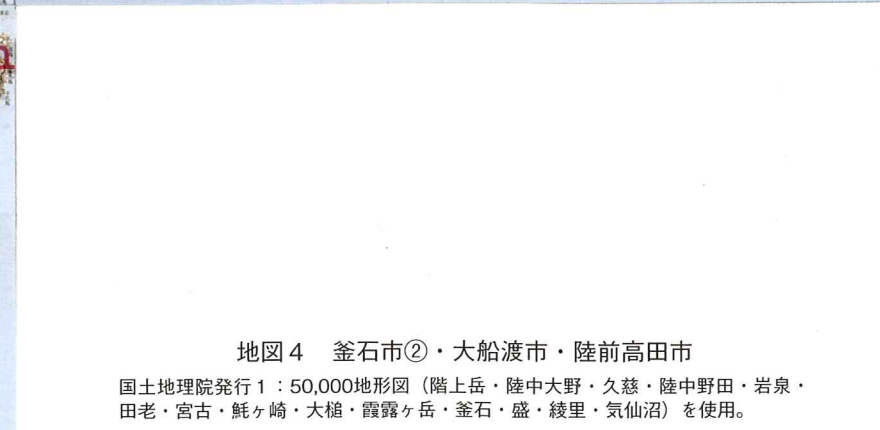 地図4　釜石市②・大船渡市・陸前高田市
国土地理院発行1：50,000地形図（階上岳・陸中大野・久慈・陸中野田・岩泉・
田老・宮古・魹ヶ崎・大槌・霞露ヶ岳・釜石・盛・綾里・気仙沼）を使用。